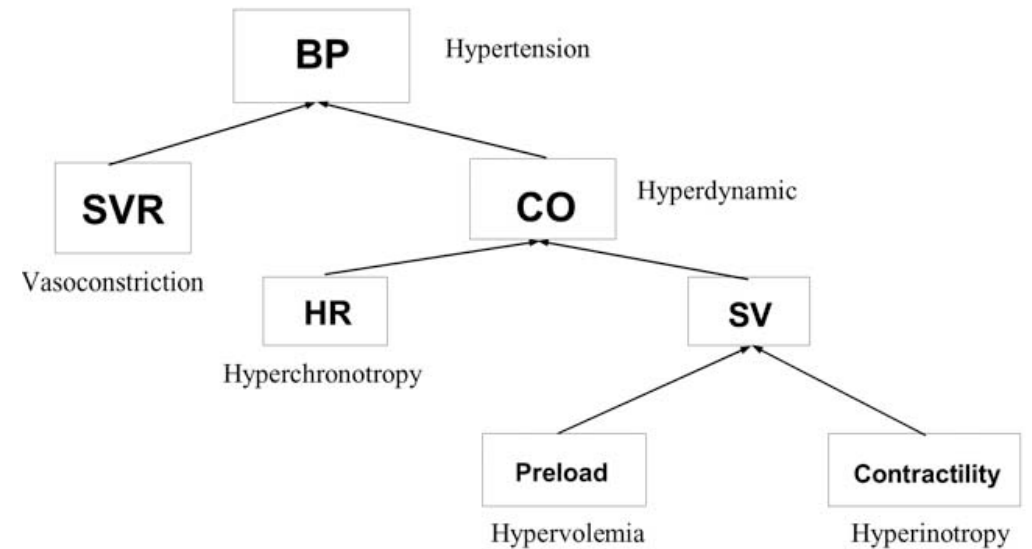 BP
Hypertension
SVR
Vasoconstriction
CO
Hyperdynamic
HR
Hyperchronotropy
SV
Preload
Hypervolemia
Contractility
Hyperinotropy